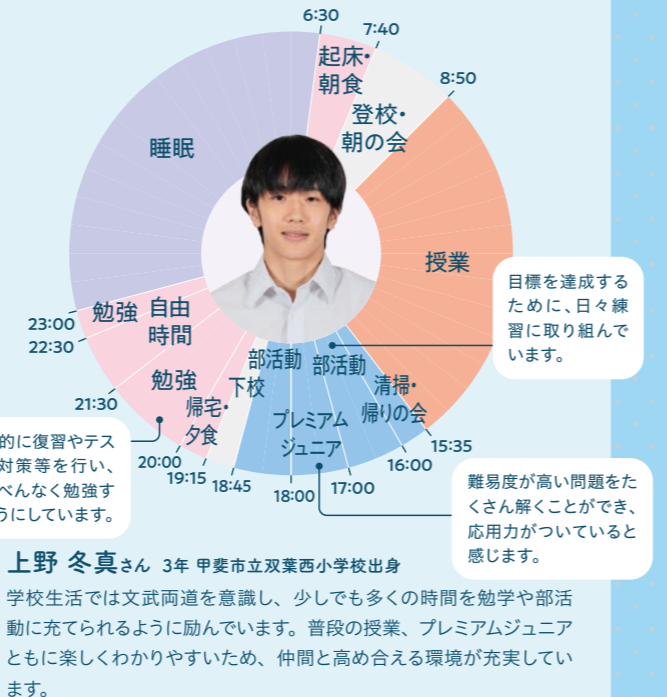 6:30
7:40
8:50
起床・
朝食
登校・
朝の会
睡眠
授業
目標を達成する
ために、日々練
習に取り組んで
います。
23:00
22:30
勉強
自由
時間
部活動
部活動
下校
清掃・
帰りの会
21:30
勉強
帰宅・
夕食
プレミアム
ジュニア
15:35
16:00
17:00
18:00
18:45
19:15
20:00
的に復習やテス
対策等を行い、
べんなく勉強す
うにしています。
難易度が高い問題をた
くさん解くことができ、
応用力がついていると
感じます。
上野 冬真さん 3年 甲斐市立双葉西小学校出身
学校生活では文武両道を意識し、少しでも多くの時間を勉学や部活
動に充てられるように励んでいます。普段の授業、プレミアムジュニア
ともに楽しくわかりやすいため、仲間と高め合える環境が充実してい
ます。